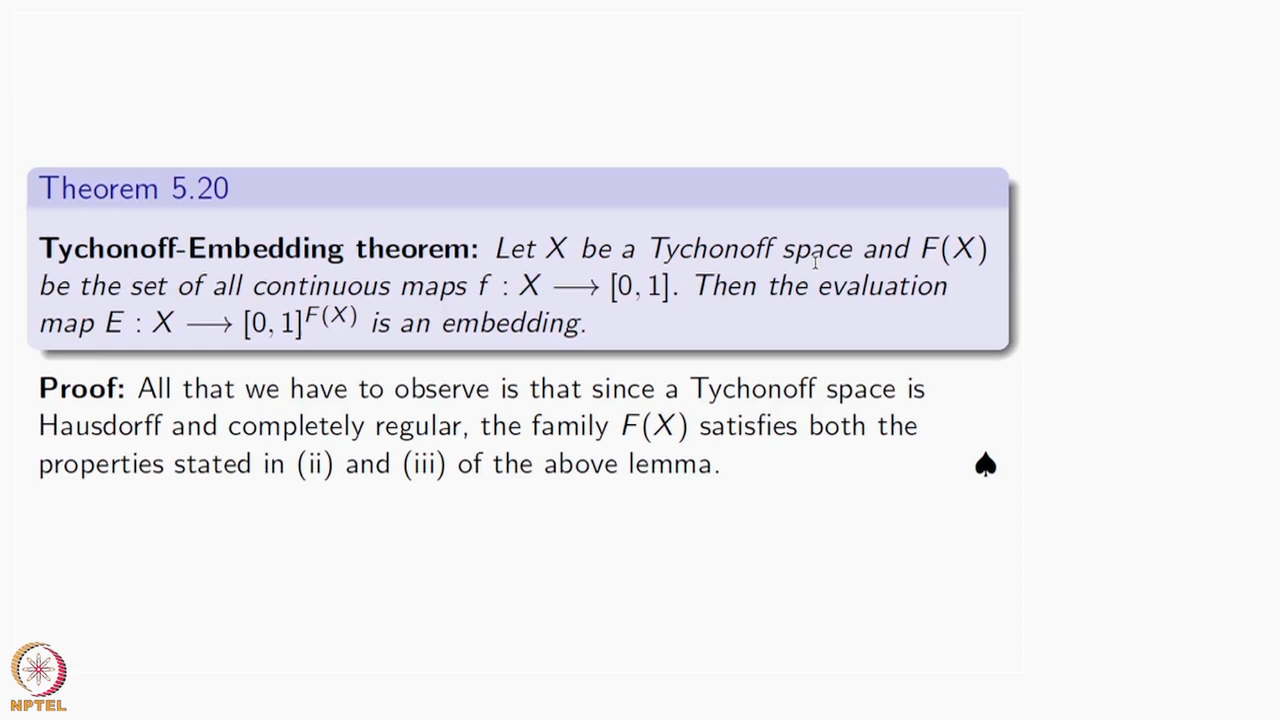 Theorem 5.20
Tychonoff-Embedding theorem: Let X be a Tychonoff space and F(X)
be the set of all continuous maps f : X ⟶ [0, 1]. Then the evaluation
map E : X ⟶ [0, 1]^{F(X)} is an embedding.
Proof: All that we have to observe is that since a Tychonoff space is
Hausdorff and completely regular, the family F(X) satisfies both the
properties stated in (ii) and (iii) of the above lemma. ♠
NPTEL